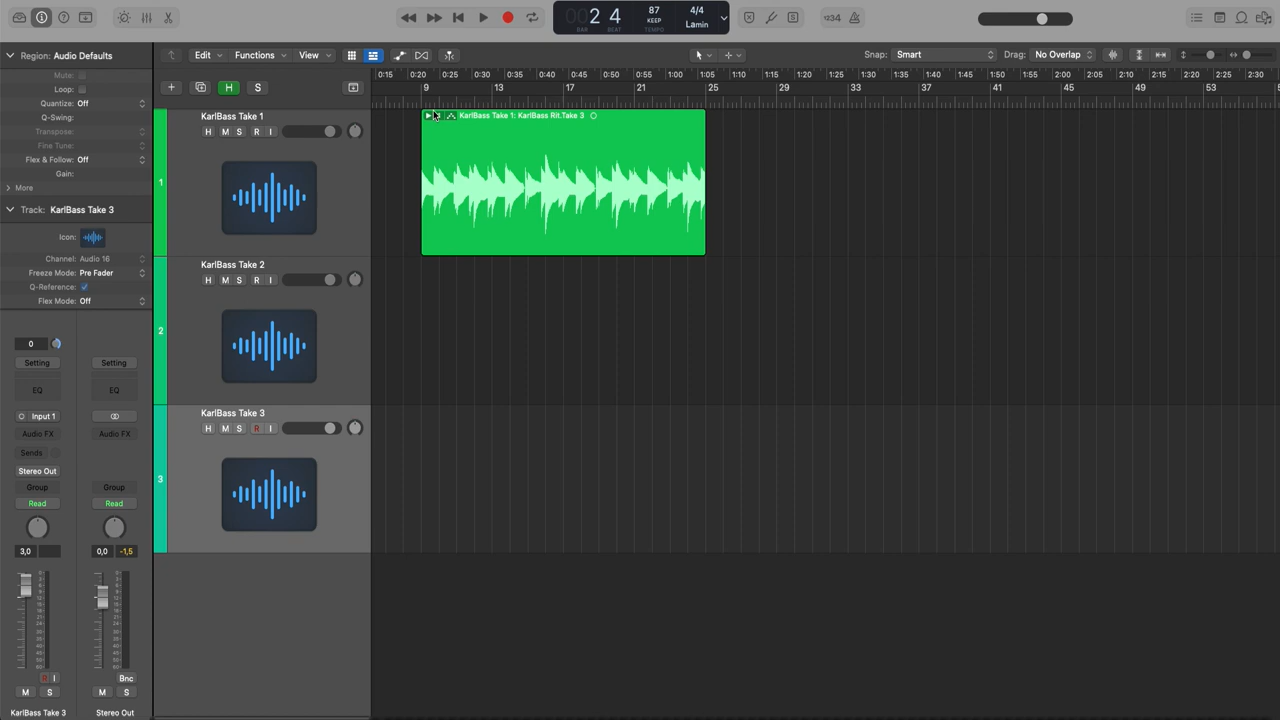 2 4
BAR BEAT
87
KEEP
TEMPO
4/4
Lamin
1234
Region: Audio Defaults
Edit Functions View
Snap: Smart
Drag: No Overlap
Mute:
Loop:
Quantize: Off
Q-Swing:
Transpose:
Fine Tune:
Flex & Follow: Off
Gain:
More
Track: KarlBass Take 3
Icon:
Channel: Audio 16
Freeze Mode: Pre Fader
Q-Reference:
Flex Mode: Off
H S
0:15 0:20 0:25 0:30 0:35 0:40 0:45 0:50 0:55 1:00 1:05 1:10 1:15 1:20 1:25 1:30 1:35 1:40 1:45 1:50 1:55 2:00 2:05 2:10 2:15 2:20 2:25 2:30
9 13 17 21 25 29 33 37 41 45 49 53
KarlBass Take 1
H M S R I
KarlBass Take 1: KarlBass Rit.Take 3
1
KarlBass Take 2
H M S R I
2
KarlBass Take 3
H M S R I
3
0
Setting Setting
EQ EQ
Input 1
Audio FX Audio FX
Sends
Stereo Out
Group Group
Read Read
3,0 0,0 -1,5
R I Bnc
M S M S
KarlBass Take 3 Stereo Out